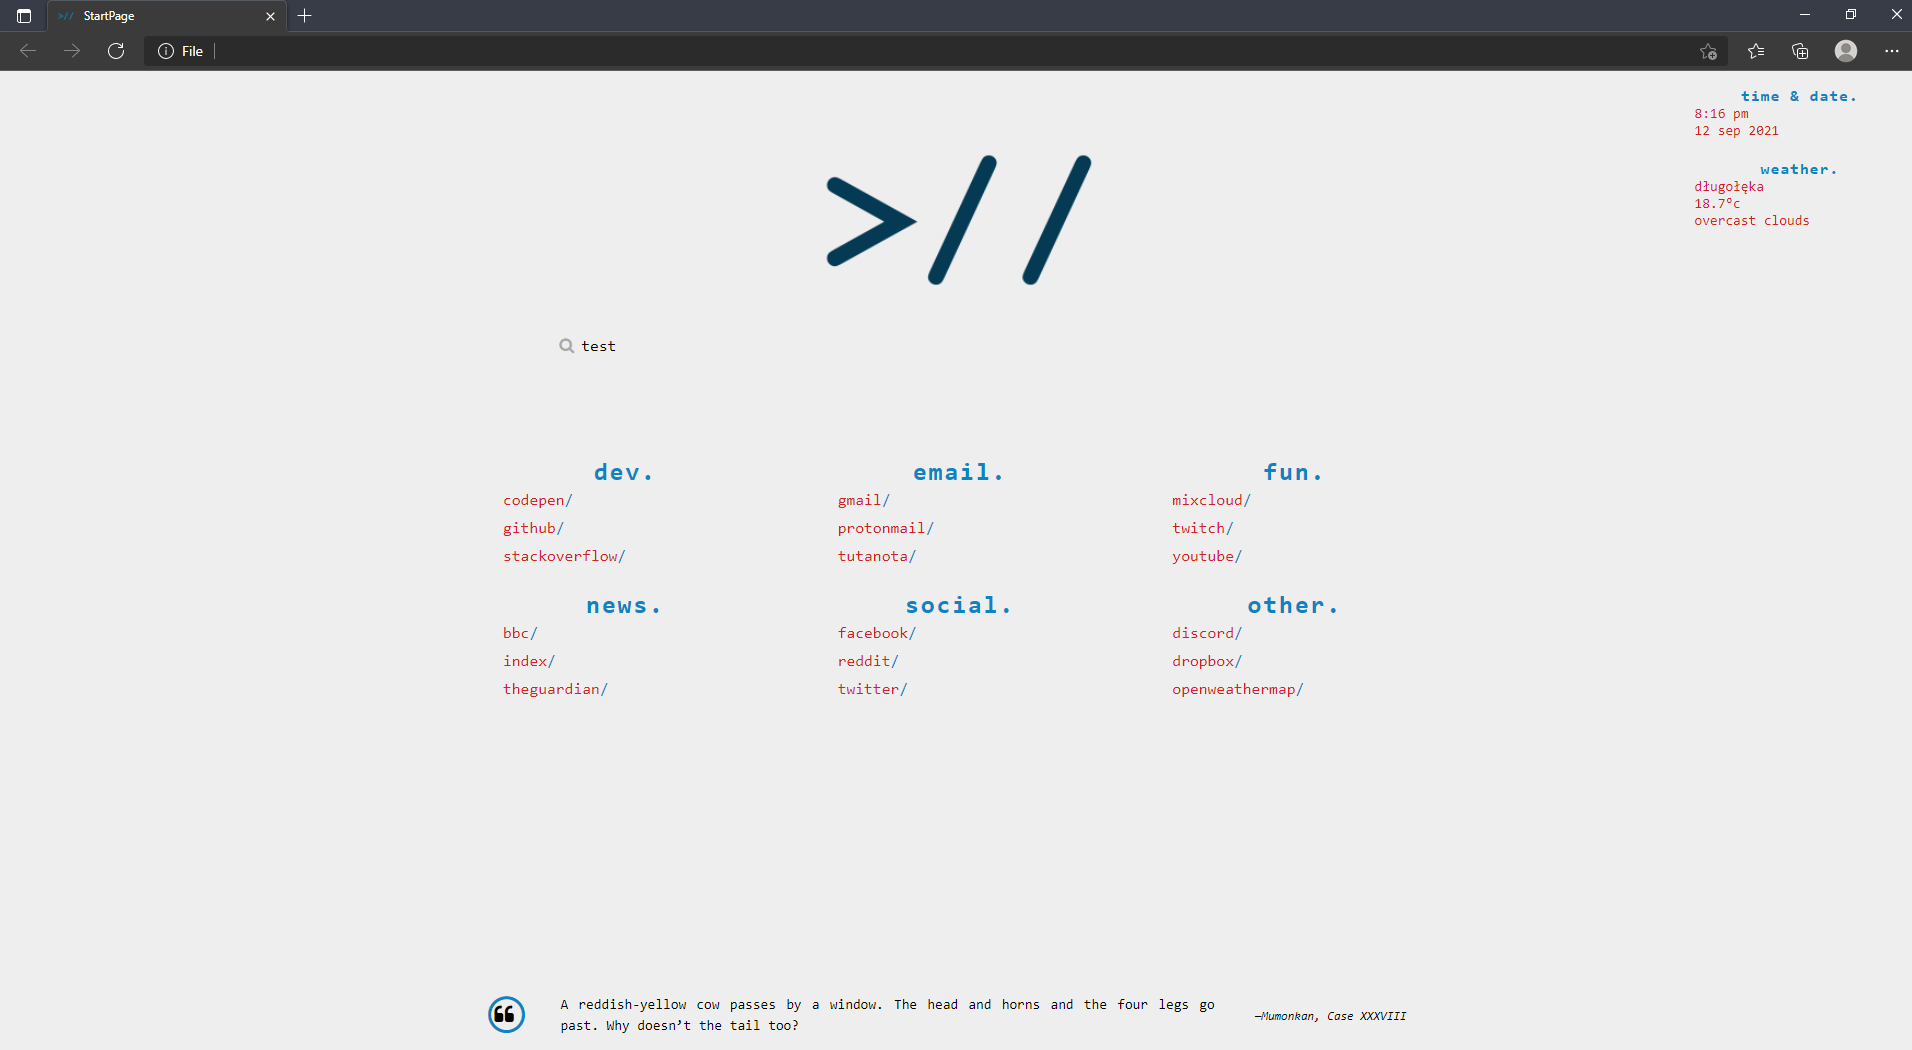 StartPage
File
time & date.
8:16 pm
12 sep 2021
weather.
długołęka
18.7°c
overcast clouds
>//
test
dev.
codepen/
github/
stackoverflow/
email.
gmail/
protonmail/
tutanota/
fun.
mixcloud/
twitch/
youtube/
news.
bbc/
index/
theguardian/
social.
facebook/
reddit/
twitter/
other.
discord/
dropbox/
openweathermap/
A reddish-yellow cow passes by a window. The head and horns and the four legs go
past. Why doesn’t the tail too?
—Mumonkan, Case XXXVIII